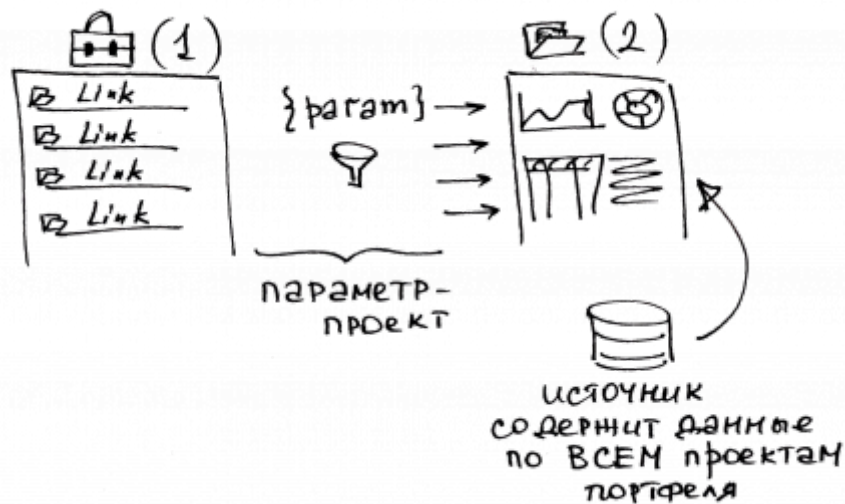 (1)
Link
Link
Link
Link
{param}
параметр-
проект
(2)
источник
содержит данные
по ВСЕМ проектам
портфеля